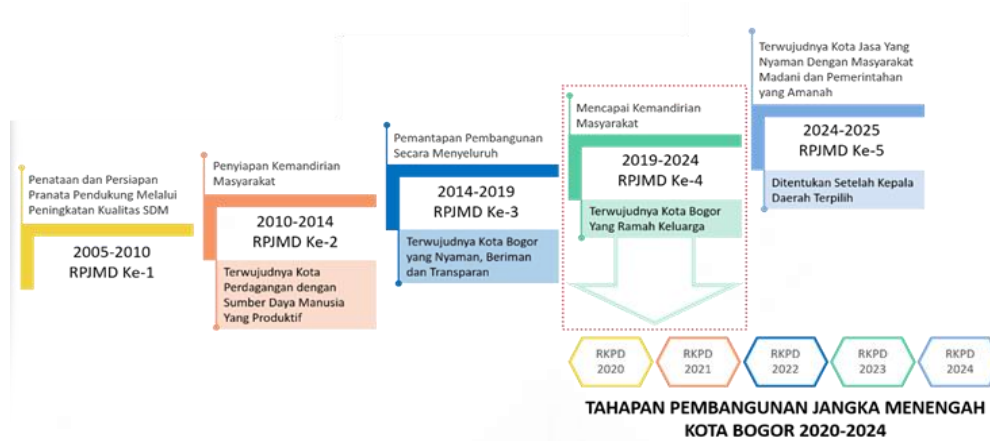 Penataan dan Persiapan
Pranata Pendukung Melalui
Peningkatan Kualitas SDM
2005-2010
RPJMD Ke-1
Penyiapan Kemandirian
Masyarakat
2010-2014
RPJMD Ke-2
Terwujudnya Kota
Perdagangan dengan
Sumber Daya Manusia
Yang Produktif
Pemantapan Pembangunan
Secara Menyeluruh
2014-2019
RPJMD Ke-3
Terwujudnya Kota Bogor
yang Nyaman, Beriman
dan Transparan
Mencapai Kemandirian
Masyarakat
2019-2024
RPJMD Ke-4
Terwujudnya Kota Bogor
Yang Ramah Keluarga
Terwujudnya Kota Jasa Yang
Nyaman Dengan Masyarakat
Madani dan Pemerintahan
yang Amanah
2024-2025
RPJMD Ke-5
Ditentukan Setelah Kepala
Daerah Terpilih
RKPD
2020
RKPD
2021
RKPD
2022
RKPD
2023
RKPD
2024
TAHAPAN PEMBANGUNAN JANGKA MENENGAH
KOTA BOGOR 2020-2024